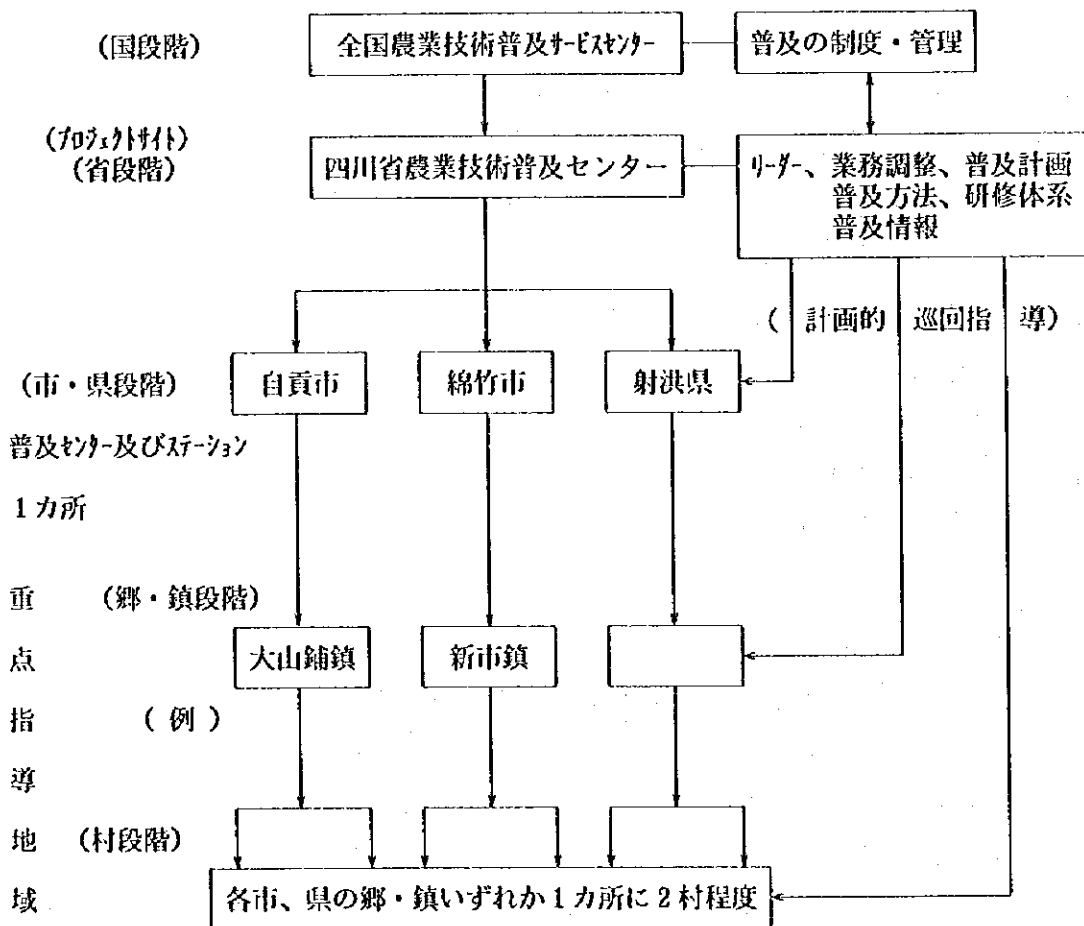 (国段階)
全国農業技術普及サービスセンター
普及の制度・管理
(プロジェクトサイト)
(省段階)
四川省農業技術普及センター
リーダー、業務調整、普及計画
普及方法、研修体系
普及情報
(計画的巡回指導)
(市・県段階)
自貢市
綿竹市
射洪県
普及センター及びステーション
1カ所
重点指導地域
(郷・鎮段階)
大山鋪鎮
新市鎮
(例)
(村段階)
各市、県の郷・鎮いずれか1カ所に2村程度